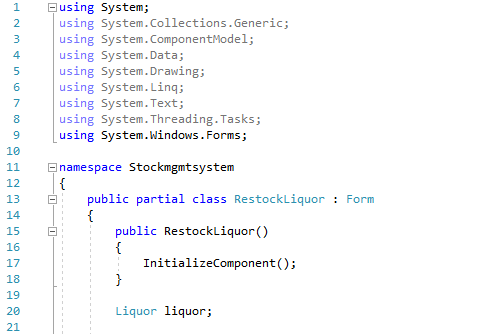 1 using System;
2 using System.Collections.Generic;
3 using System.ComponentModel;
4 using System.Data;
5 using System.Drawing;
6 using System.Linq;
7 using System.Text;
8 using System.Threading.Tasks;
9 using System.Windows.Forms;
10
11 namespace Stockmgmtsystem
12 {
13 public partial class RestockLiquor : Form
14 {
15 public RestockLiquor()
16 {
17 InitializeComponent();
18 }
19
20 Liquor liquor;
21